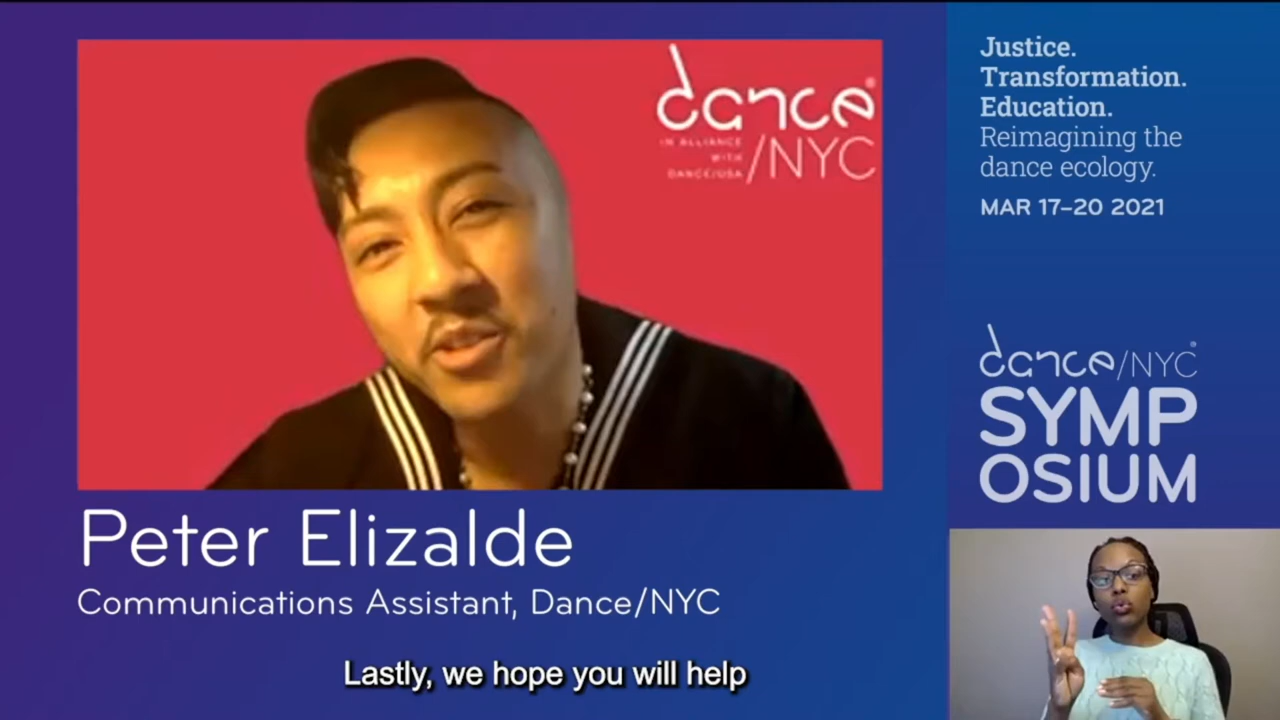 dance®
IN ALLIANCE
WITH
DANCE/USA
/NYC
Peter Elizalde
Communications Assistant, Dance/NYC
Lastly, we hope you will help
Justice.
Transformation.
Education.
Reimagining the
dance ecology.
MAR 17–20 2021
dance/NYC®
SYMP
OSIUM